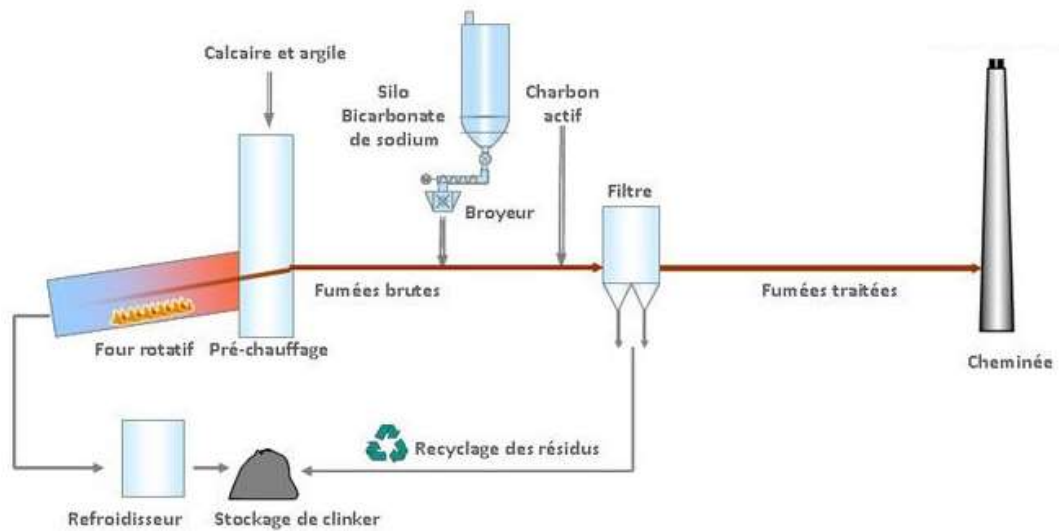 Calcaire et argile
Silo
Bicarbonate
de sodium
Charbon
actif
Broyeur
Filtre
Fumées brutes
Fumées traitées
Four rotatif
Pré-chauffage
Cheminée
Recyclage des résidus
Refroidisseur
Stockage de clinker